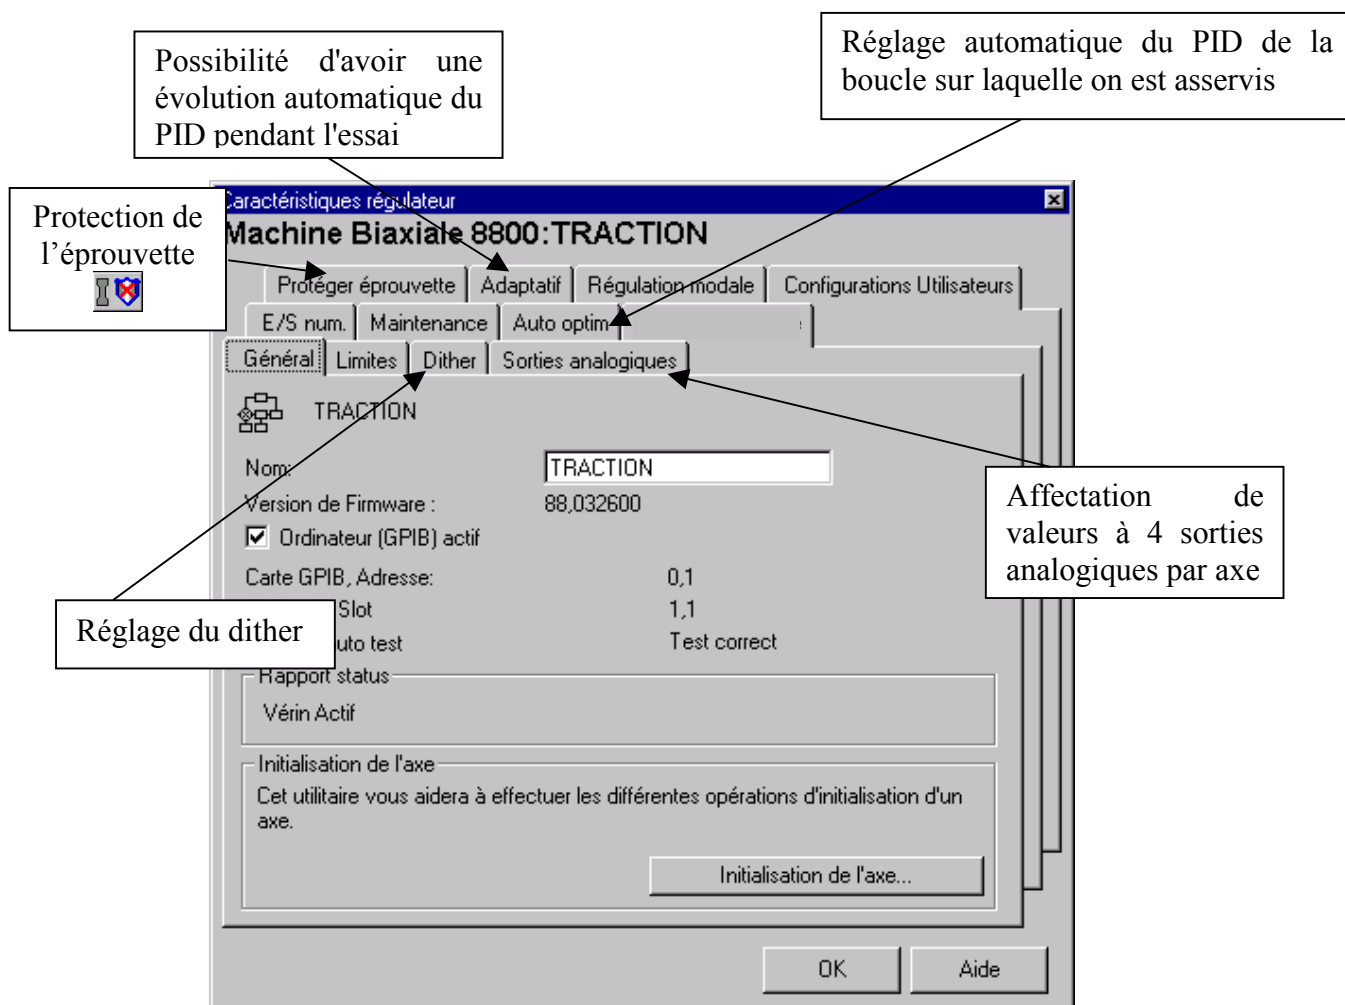 Possibilité d'avoir une
évolution automatique du
PID pendant l'essai
Réglage automatique du PID de la
boucle sur laquelle on est asservis
Protection de
l’éprouvette
Caractéristiques régulateur
Machine Biaxiale 8800:TRACTION
Protéger éprouvette Adaptatif Régulation modale Configurations Utilisateurs
E/S num. Maintenance Auto optim
Général Limites Dither Sorties analogiques
TRACTION
Nom: TRACTION
Version de Firmware : 88,032600
Ordinateur (GPIB) actif
Carte GPIB, Adresse: 0,1
Slot 1,1
uto test Test correct
Affectation de
valeurs à 4 sorties
analogiques par axe
Réglage du dither
Rapport status
Vérin Actif
Initialisation de l'axe
Cet utilitaire vous aidera à effectuer les différentes opérations d'initialisation d'un
axe.
Initialisation de l'axe...
OK Aide